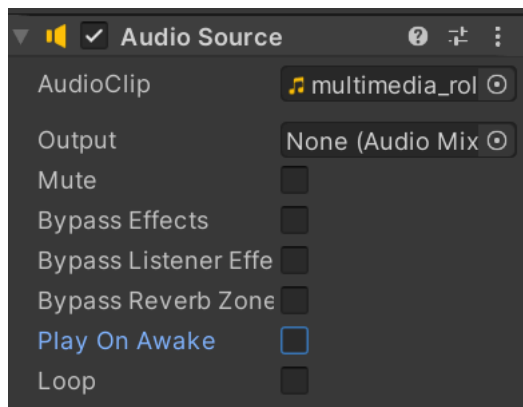 Audio Source
AudioClip multimedia_rol
Output None (Audio Mix
Mute
Bypass Effects
Bypass Listener Effe
Bypass Reverb Zone
Play On Awake
Loop